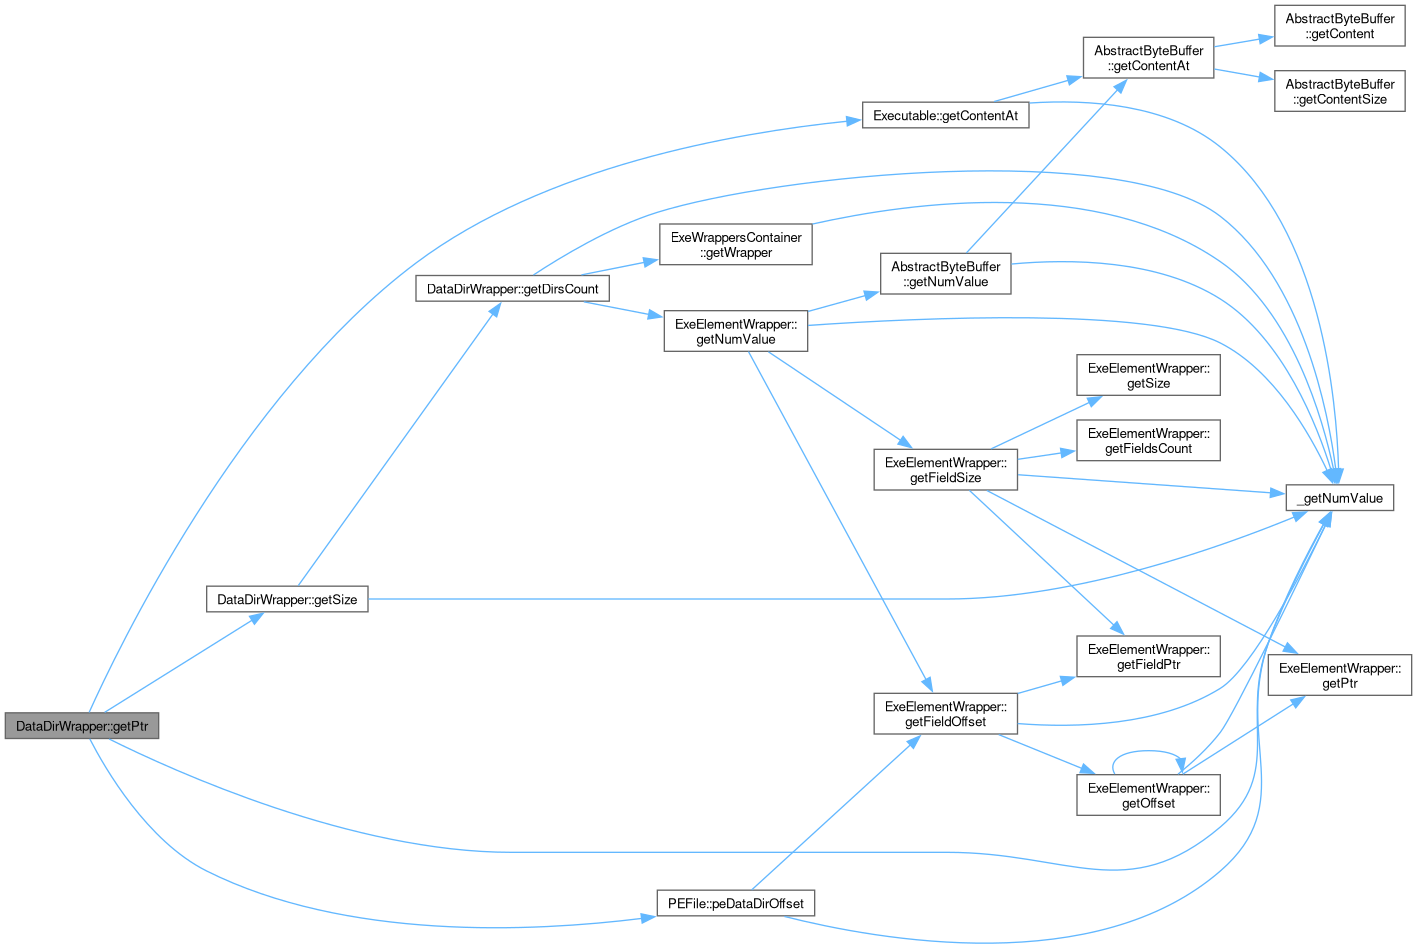 AbstractByteBuffer
::getContent
AbstractByteBuffer
::getContentAt
AbstractByteBuffer
::getContentSize
Executable::getContentAt
ExeWrappersContainer
::getWrapper
AbstractByteBuffer
::getNumValue
DataDirWrapper::getDirsCount
ExeElementWrapper::
getNumValue
ExeElementWrapper::
getSize
ExeElementWrapper::
getFieldsCount
ExeElementWrapper::
getFieldSize
_getNumValue
DataDirWrapper::getSize
ExeElementWrapper::
getFieldPtr
ExeElementWrapper::
getPtr
ExeElementWrapper::
getFieldOffset
DataDirWrapper::getPtr
ExeElementWrapper::
getOffset
PEFile::peDataDirOffset